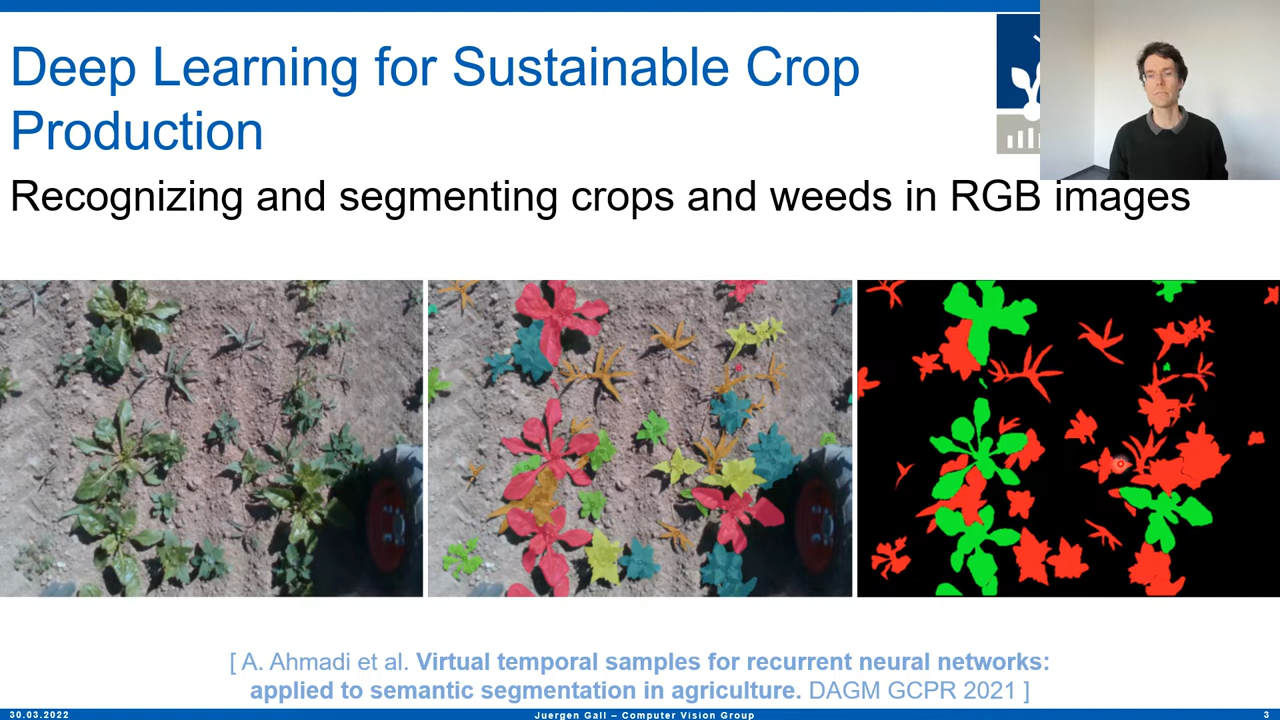 Deep Learning for Sustainable Crop
Production
Recognizing and segmenting crops and weeds in RGB images
[ A. Ahmadi et al. Virtual temporal samples for recurrent neural networks:
applied to semantic segmentation in agriculture. DAGM GCPR 2021 ]
30.03.2022
Juergen Gall – Computer Vision Group
3